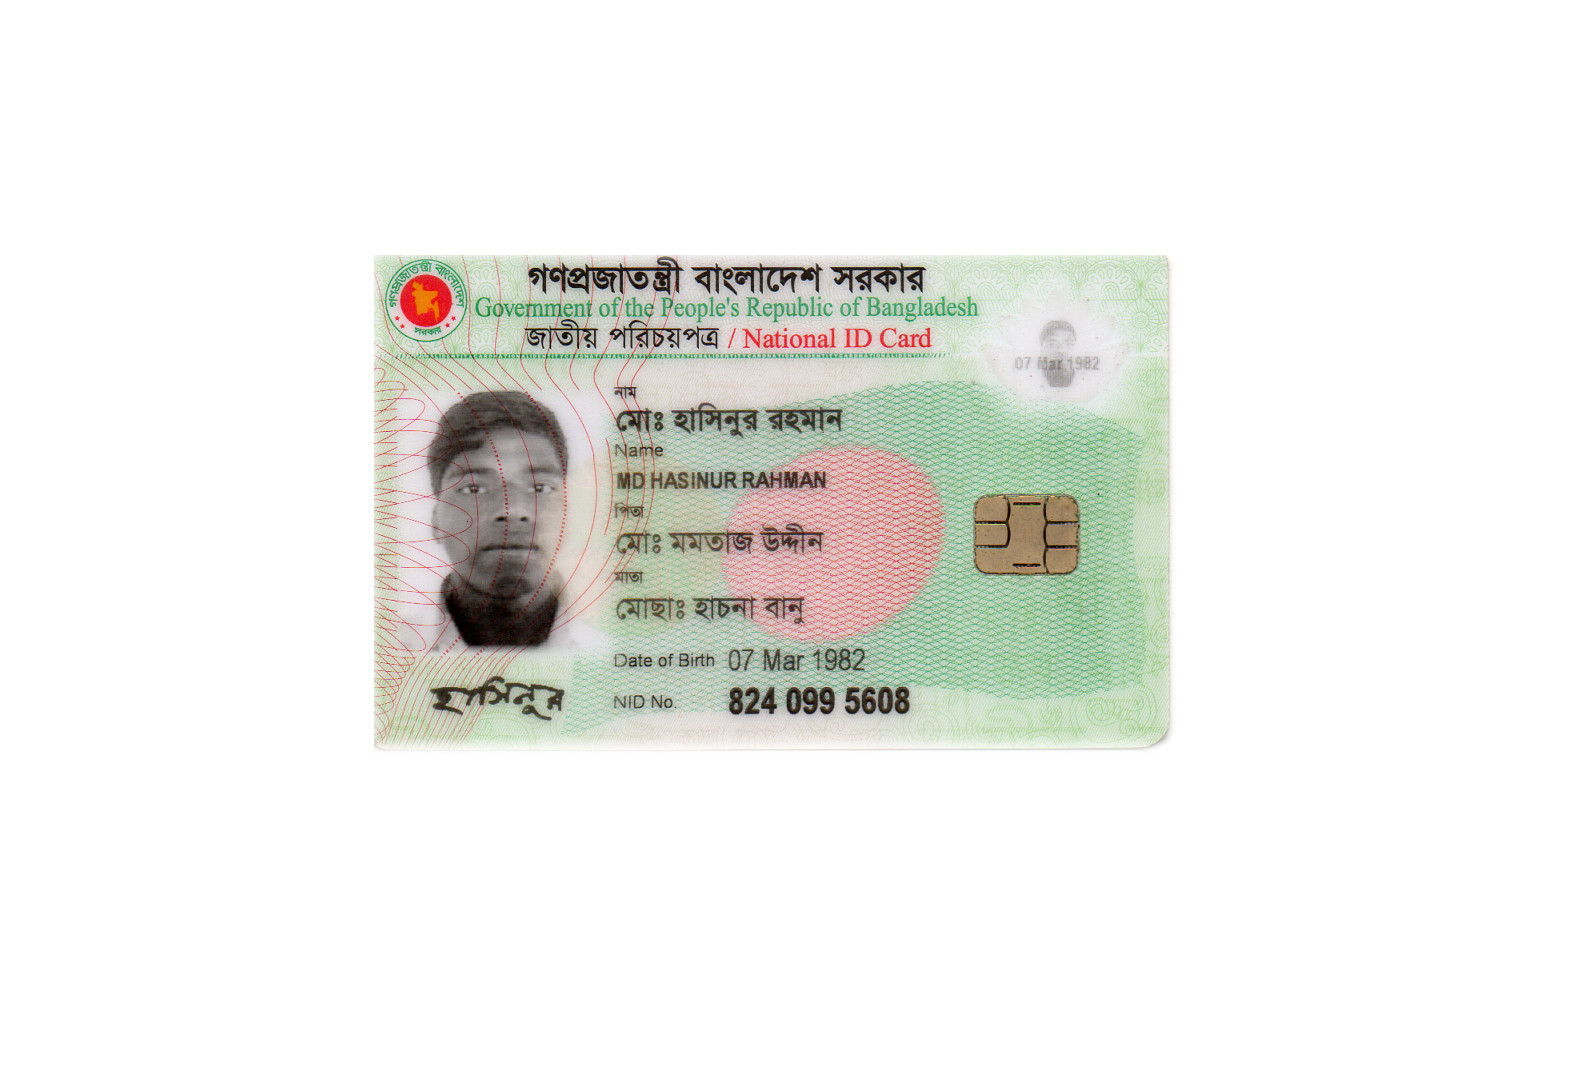 গণপ্রজাতন্ত্রী বাংলাদেশ সরকার
Government of the People's Republic of Bangladesh
জাতীয় পরিচয়পত্র / National ID Card
গণপ্রজাতন্ত্রী বাংলাদেশ
সরকার
07 Mar 1982
নাম
মোঃ হাসিনুর রহমান
Name
MD HASINUR RAHMAN
পিতা
মোঃ মমতাজ উদ্দীন
মাতা
মোছাঃ হাচনা বানু
Date of Birth 07 Mar 1982
হাসিনুর
NID No. 824 099 5608